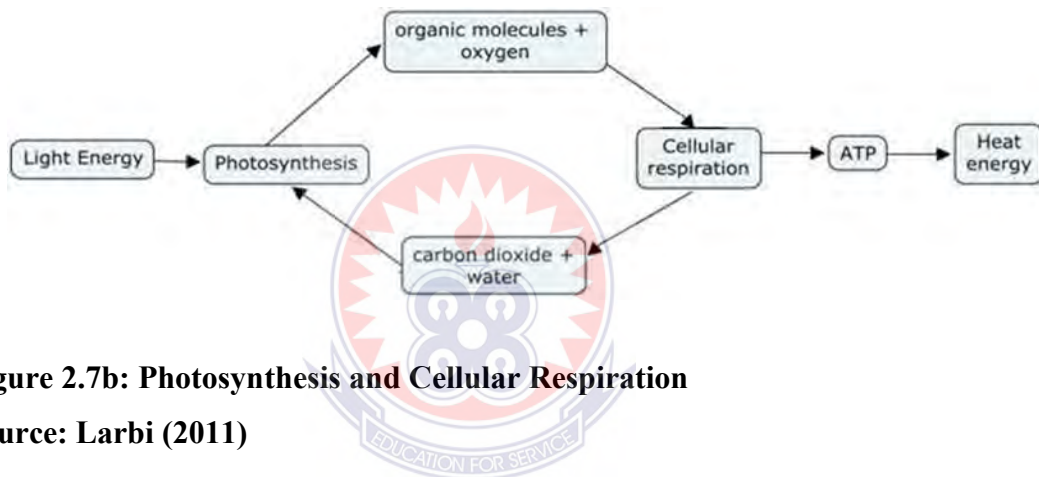 organic molecules +
oxygen
Light Energy
Photosynthesis
Cellular
respiration
ATP
Heat
energy
carbon dioxide +
water
gure 2.7b: Photosynthesis and Cellular Respiration
urce: Larbi (2011)
EDUCATION FOR SERVICE